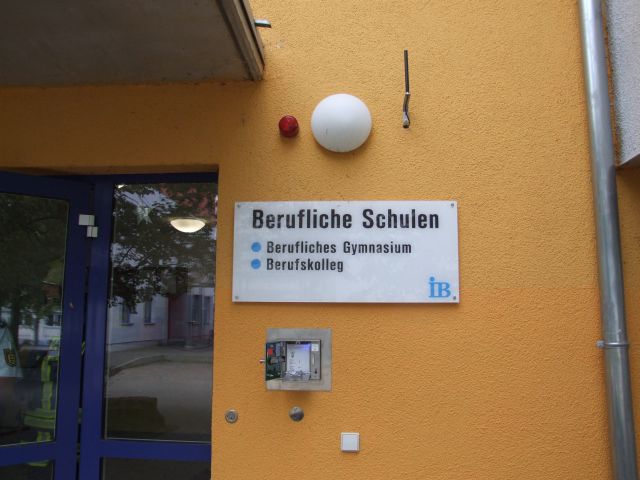 Berufliche Schulen
Berufliches Gymnasium
Berufskolleg
iB